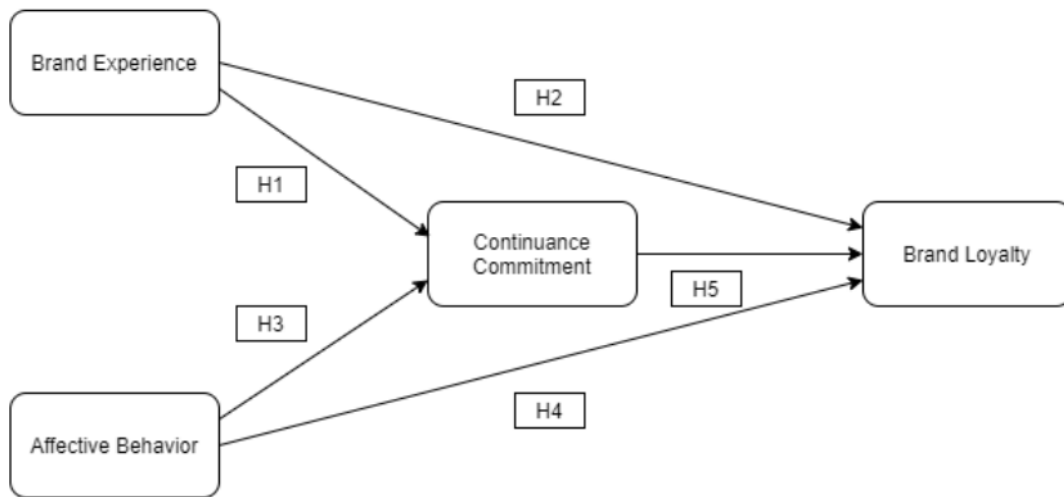 Brand Experience
H2
H1
Continuance
Commitment
Brand Loyalty
H5
H3
H4
Affective Behavior